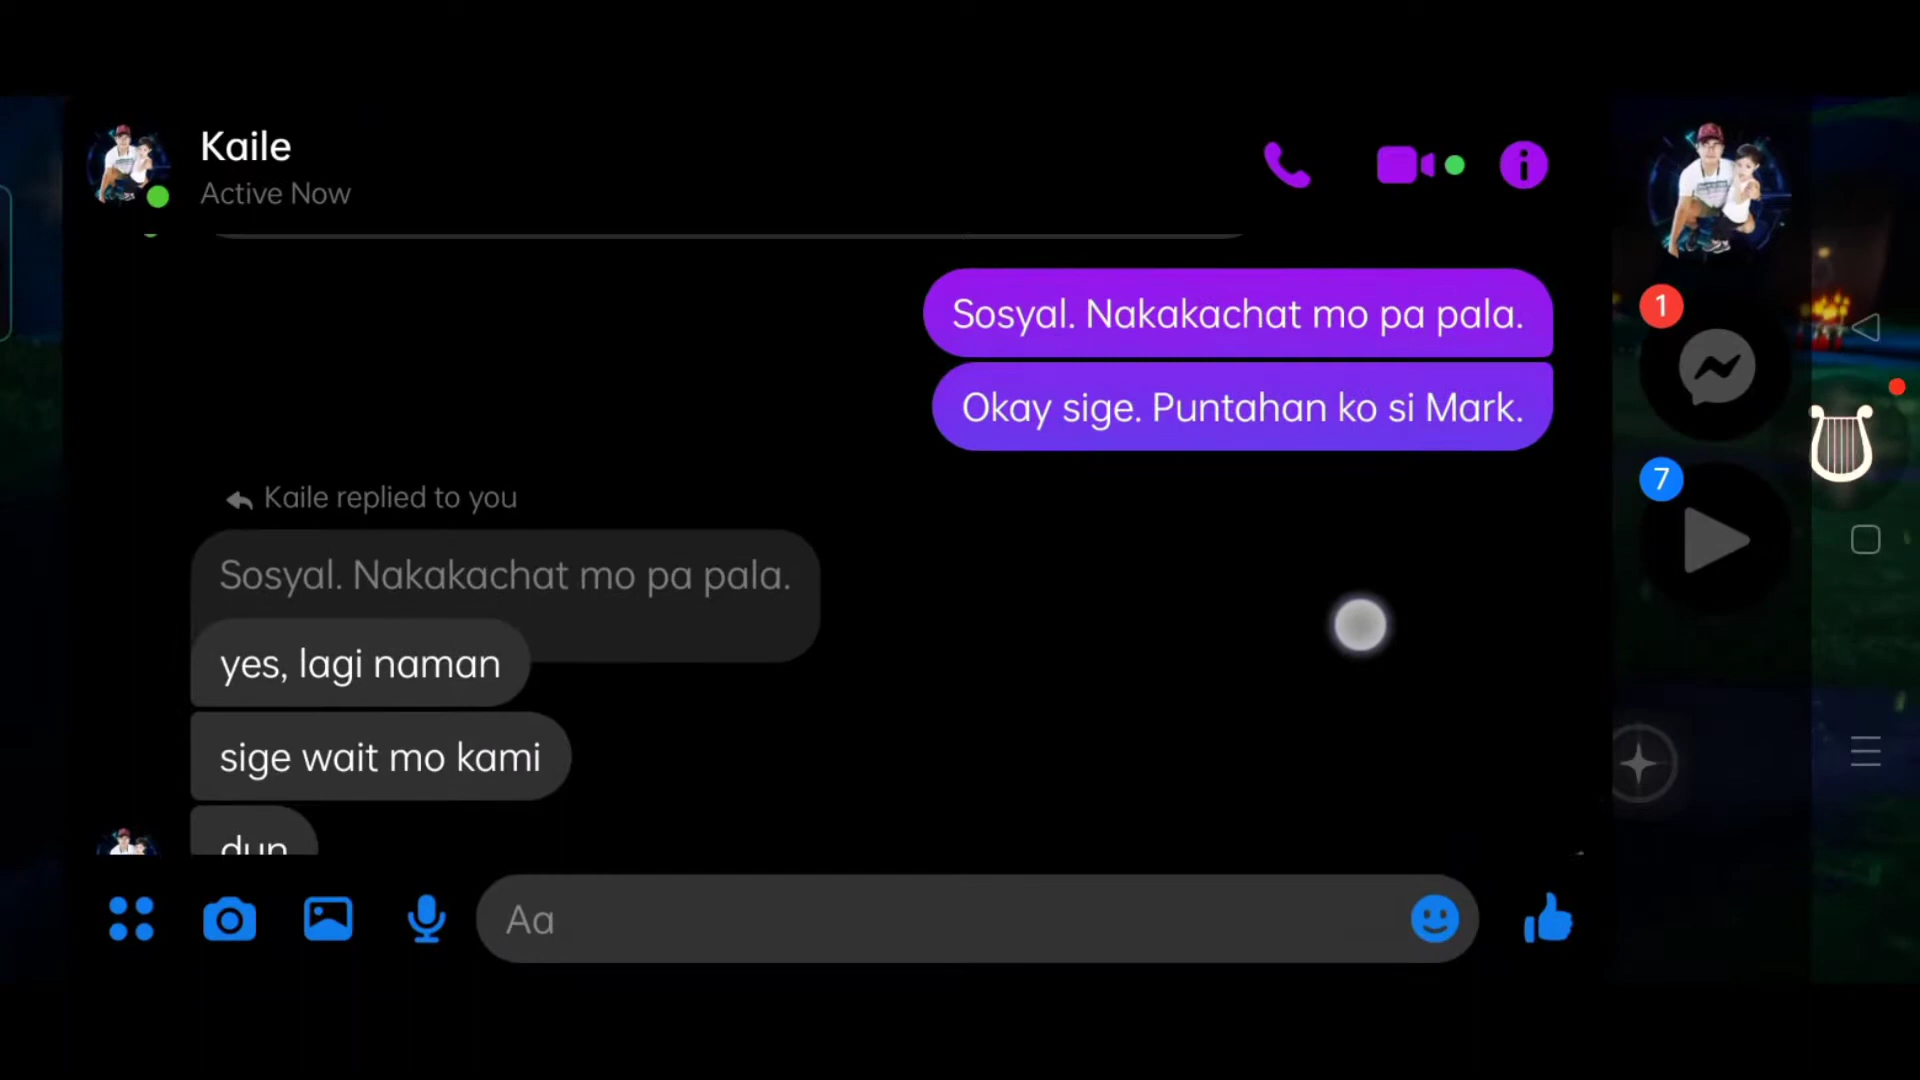 Kaile
Active Now
Sosyal. Nakakachat mo pa pala.
Okay sige. Puntahan ko si Mark.
Kaile replied to you
Sosyal. Nakakachat mo pa pala.
yes, lagi naman
sige wait mo kami
dun
Aa
1
7